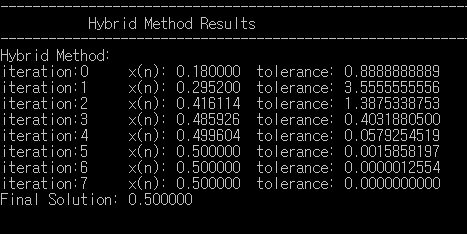 Hybrid Method Results
Hybrid Method:
iteration:0 x(n): 0.180000 tolerance: 0.8888888889
iteration:1 x(n): 0.295200 tolerance: 3.5555555556
iteration:2 x(n): 0.416114 tolerance: 1.3875338753
iteration:3 x(n): 0.485926 tolerance: 0.4031880500
iteration:4 x(n): 0.499604 tolerance: 0.0579254519
iteration:5 x(n): 0.500000 tolerance: 0.0015858197
iteration:6 x(n): 0.500000 tolerance: 0.0000012554
iteration:7 x(n): 0.500000 tolerance: 0.0000000000
Final Solution: 0.500000